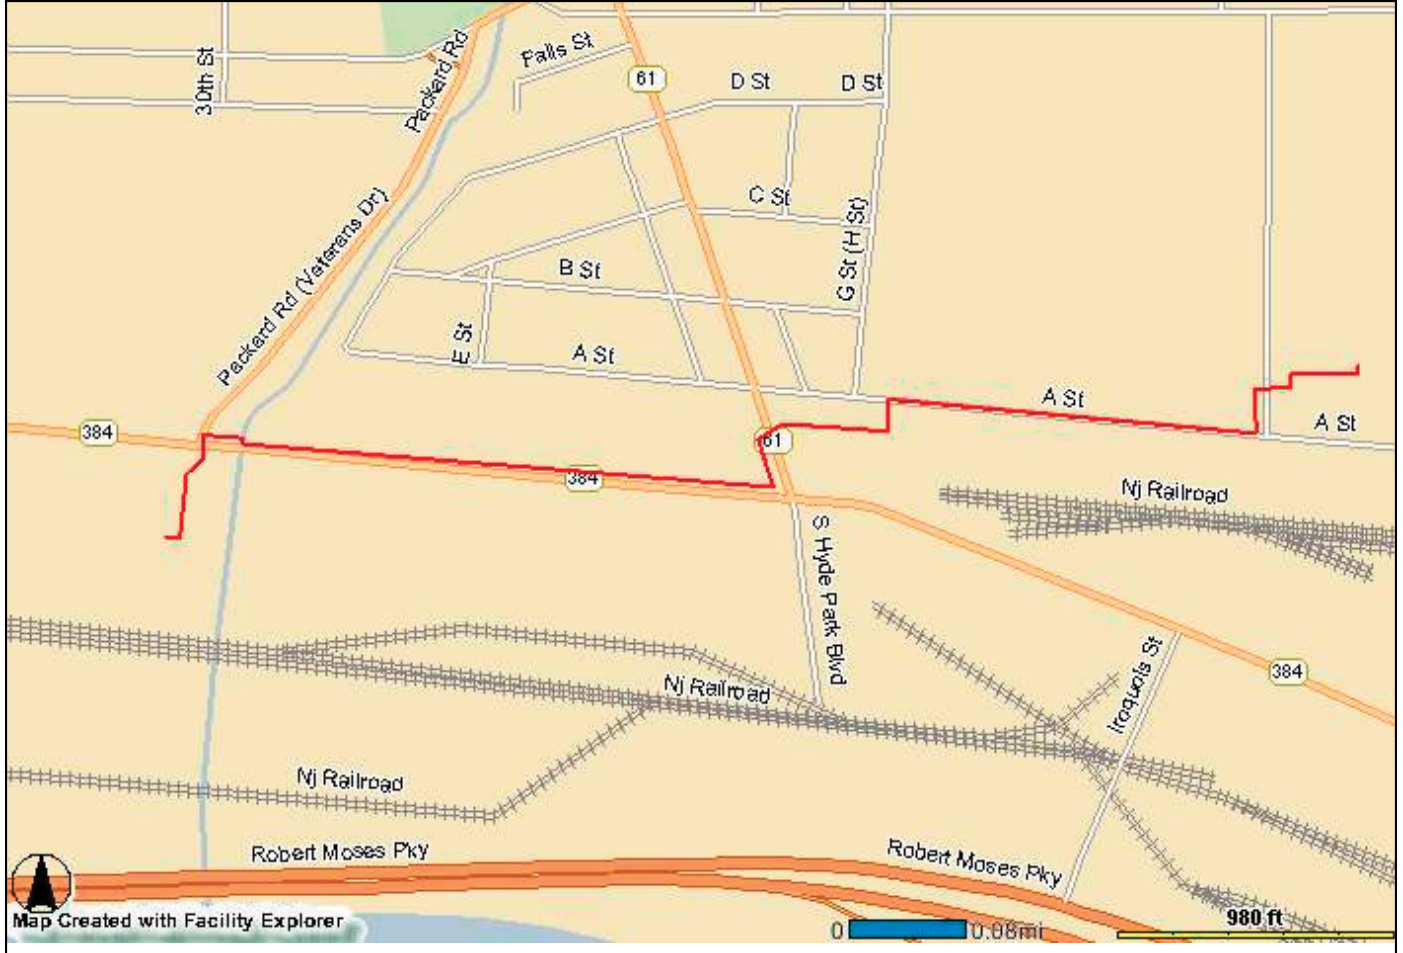 Packard Rd
Falls St
30th St
61
D St
D St
Packard Rd
C St
Packard Rd (Veterans Dr)
G St (H St)
B St
E St
A St
A St
A St
384
61
384
Nj Railroad
S Hyde Park Blvd
Iroquois St
384
Nj Railroad
Nj Railroad
Robert Moses Pky
Robert Moses Pky
Map Created with Facility Explorer
0 0.08mi
980 ft